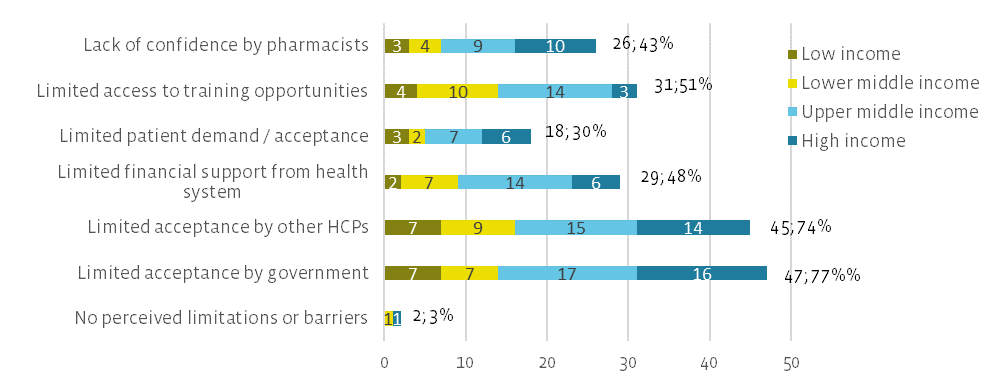 Lack of confidence by pharmacists 3 4 9 10 26; 43%
Low income
Limited access to training opportunities 4 10 14 3 31; 51%
Lower middle income
Limited patient demand / acceptance 3 2 7 6 18; 30%
Upper middle income
High income
Limited financial support from health
system
2 7 14 6 29; 48%
Limited acceptance by other HCPs 7 9 15 14 45; 74%
Limited acceptance by government 7 7 17 16 47; 77%%
No perceived limitations or barriers 1 1 2; 3%
0 10 20 30 40 50